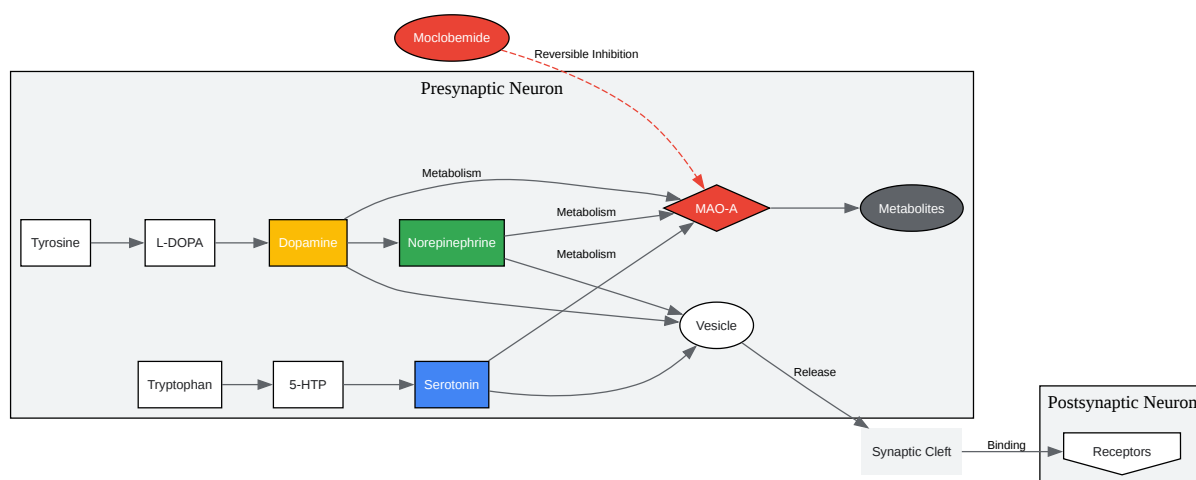 Moclobemide
Reversible Inhibition
Presynaptic Neuron
Metabolism
Metabolism
MAO-A
Metabolites
Tyrosine
L-DOPA
Dopamine
Norepinephrine
Metabolism
Vesicle
Tryptophan
5-HTP
Serotonin
Release
Postsynaptic Neuron
Synaptic Cleft
Binding
Receptors